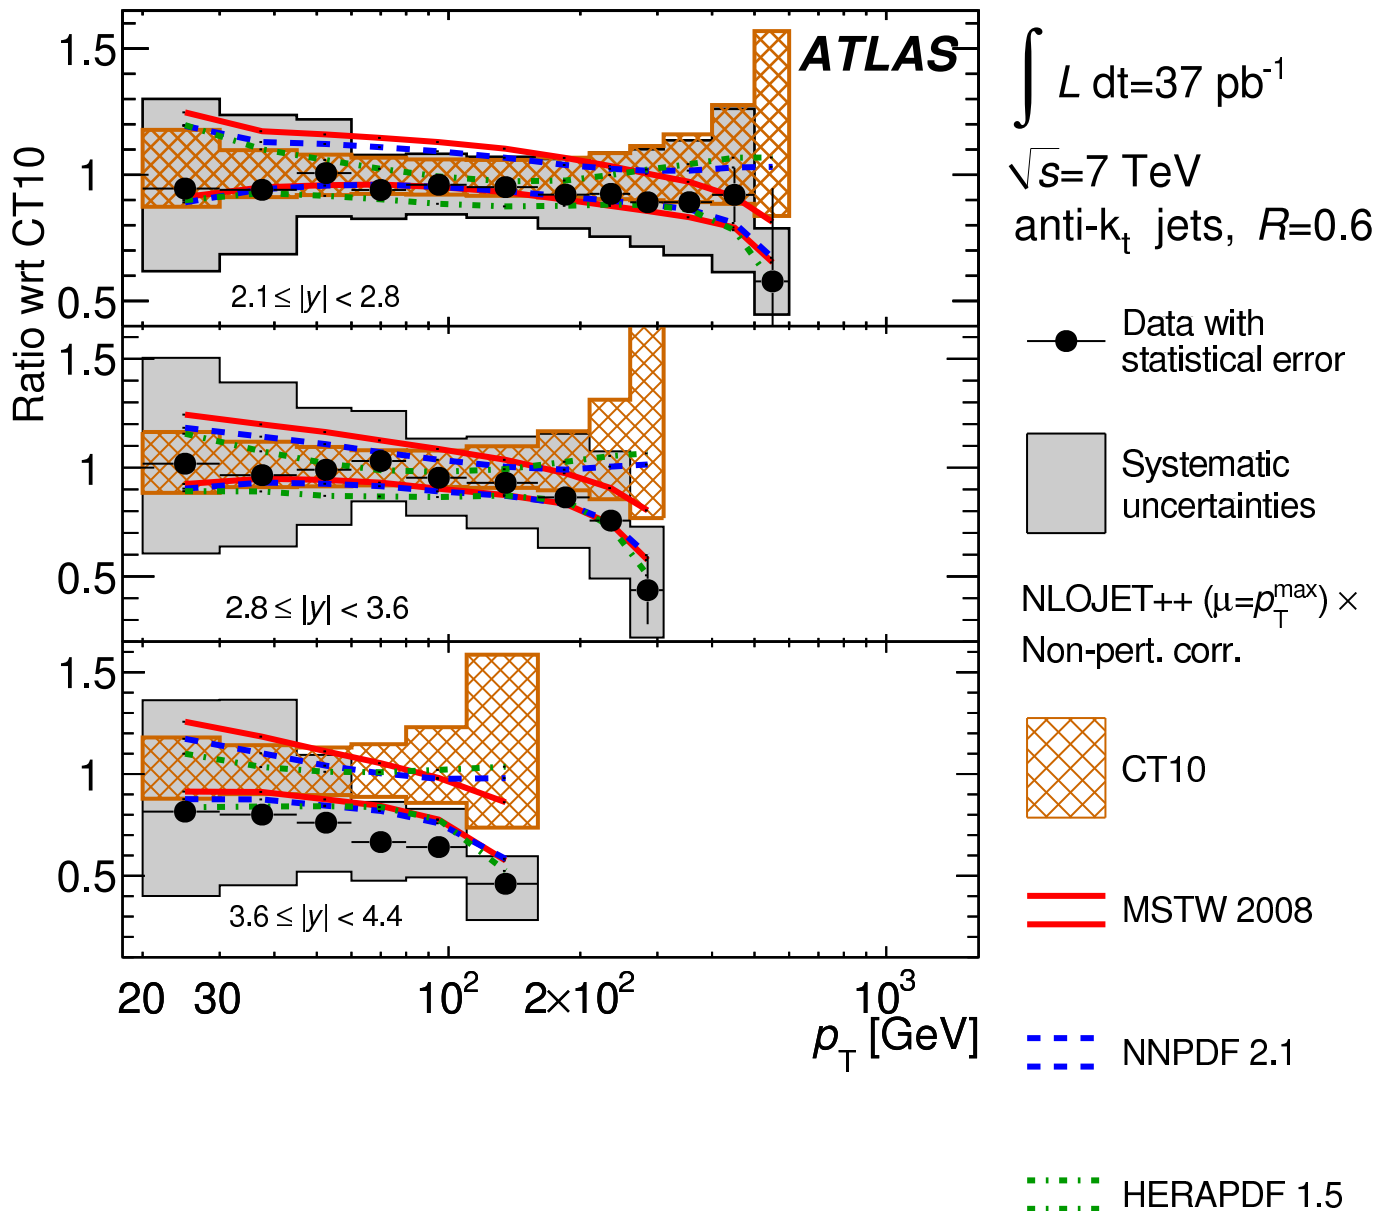 Ratio wrt CT10
1.5
1
0.5
ATLAS
2.1 ≤ |y| < 2.8
1.5
1
0.5
2.8 ≤ |y| < 3.6
1.5
1
0.5
3.6 ≤ |y| < 4.4
20 30 10² 2×10² 10³
p_T [GeV]
∫ L dt=37 pb⁻¹
√s=7 TeV
anti-k_t jets, R=0.6
Data with
statistical error
Systematic
uncertainties
NLOJET++ (μ=p_T^max) ×
Non-pert. corr.
CT10
MSTW 2008
NNPDF 2.1
HERAPDF 1.5